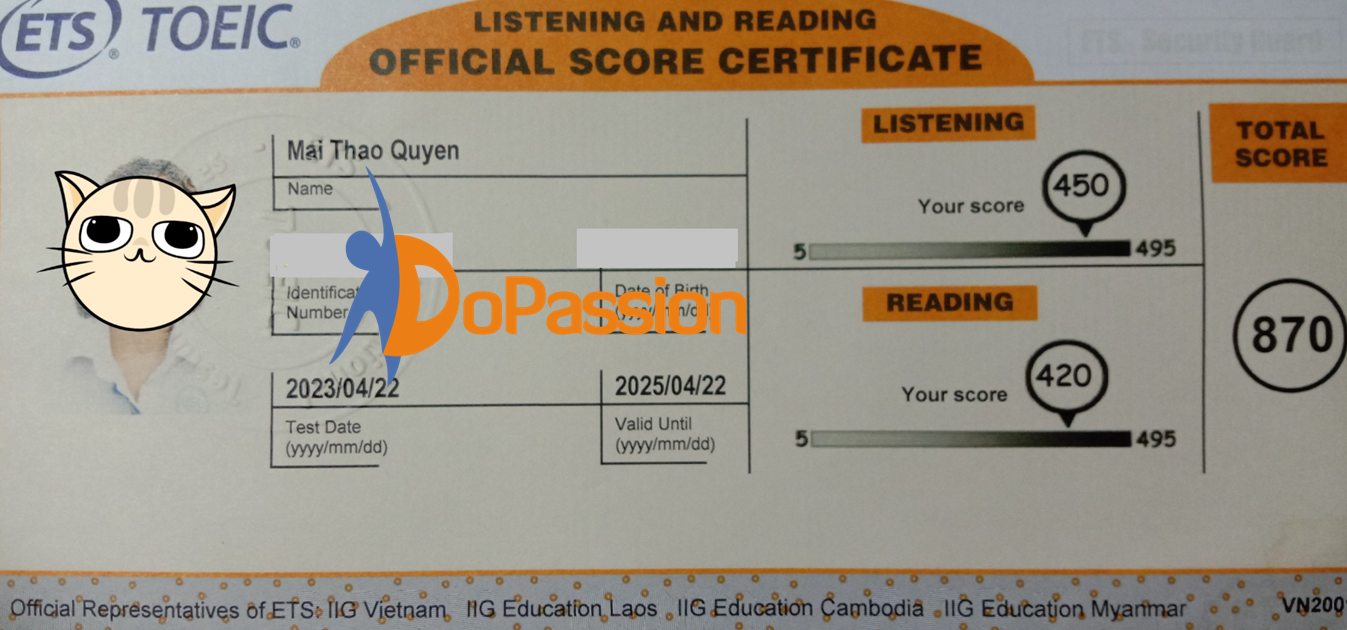 ETS® TOEIC®
LISTENING AND READING
OFFICIAL SCORE CERTIFICATE
ETS. Security Guard
Mai Thao Quyen
Name
Identificat
Number
Date of Birth
(yyyy/mm/dd
DoPassion
2023/04/22
Test Date
(yyyy/mm/dd)
2025/04/22
Valid Until
(yyyy/mm/dd)
LISTENING
Your score
450
5
495
READING
Your score
420
5
495
TOTAL
SCORE
870
Official Representatives of ETS: IIG Vietnam IIG Education Laos IIG Education Cambodia IIG Education Myanmar
VN200